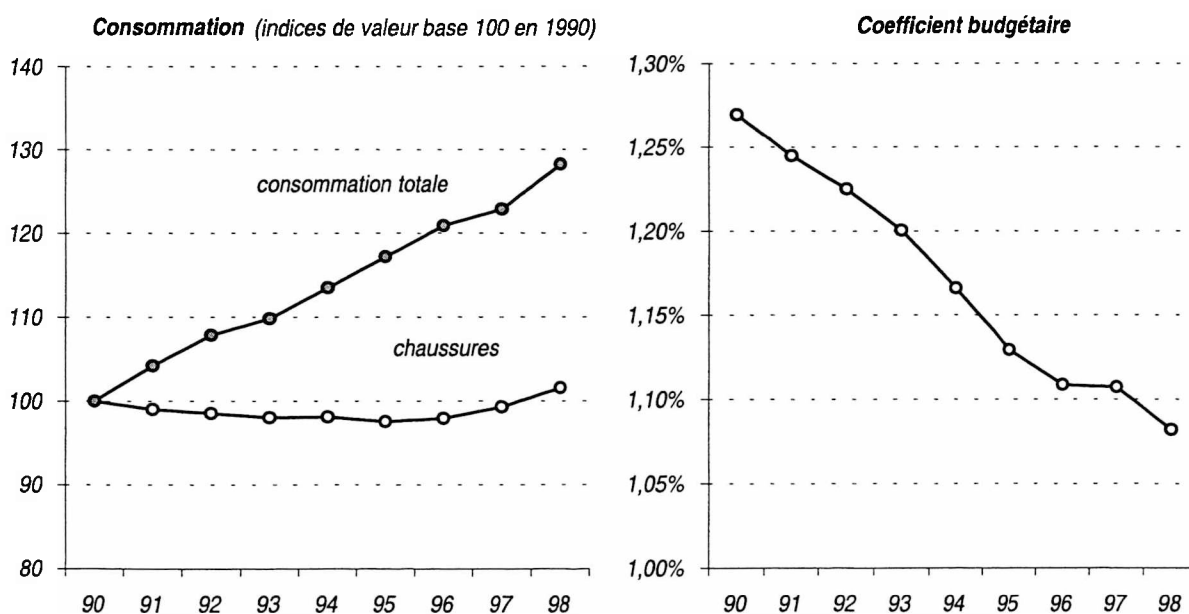 Consommation (indices de valeur base 100 en 1990)
140
130
120
110
100
90
80
consommation totale
chaussures
90 91 92 93 94 95 96 97 98
Coefficient budgétaire
1,30%
1,25%
1,20%
1,15%
1,10%
1,05%
1,00%
90 91 92 93 94 95 96 97 98